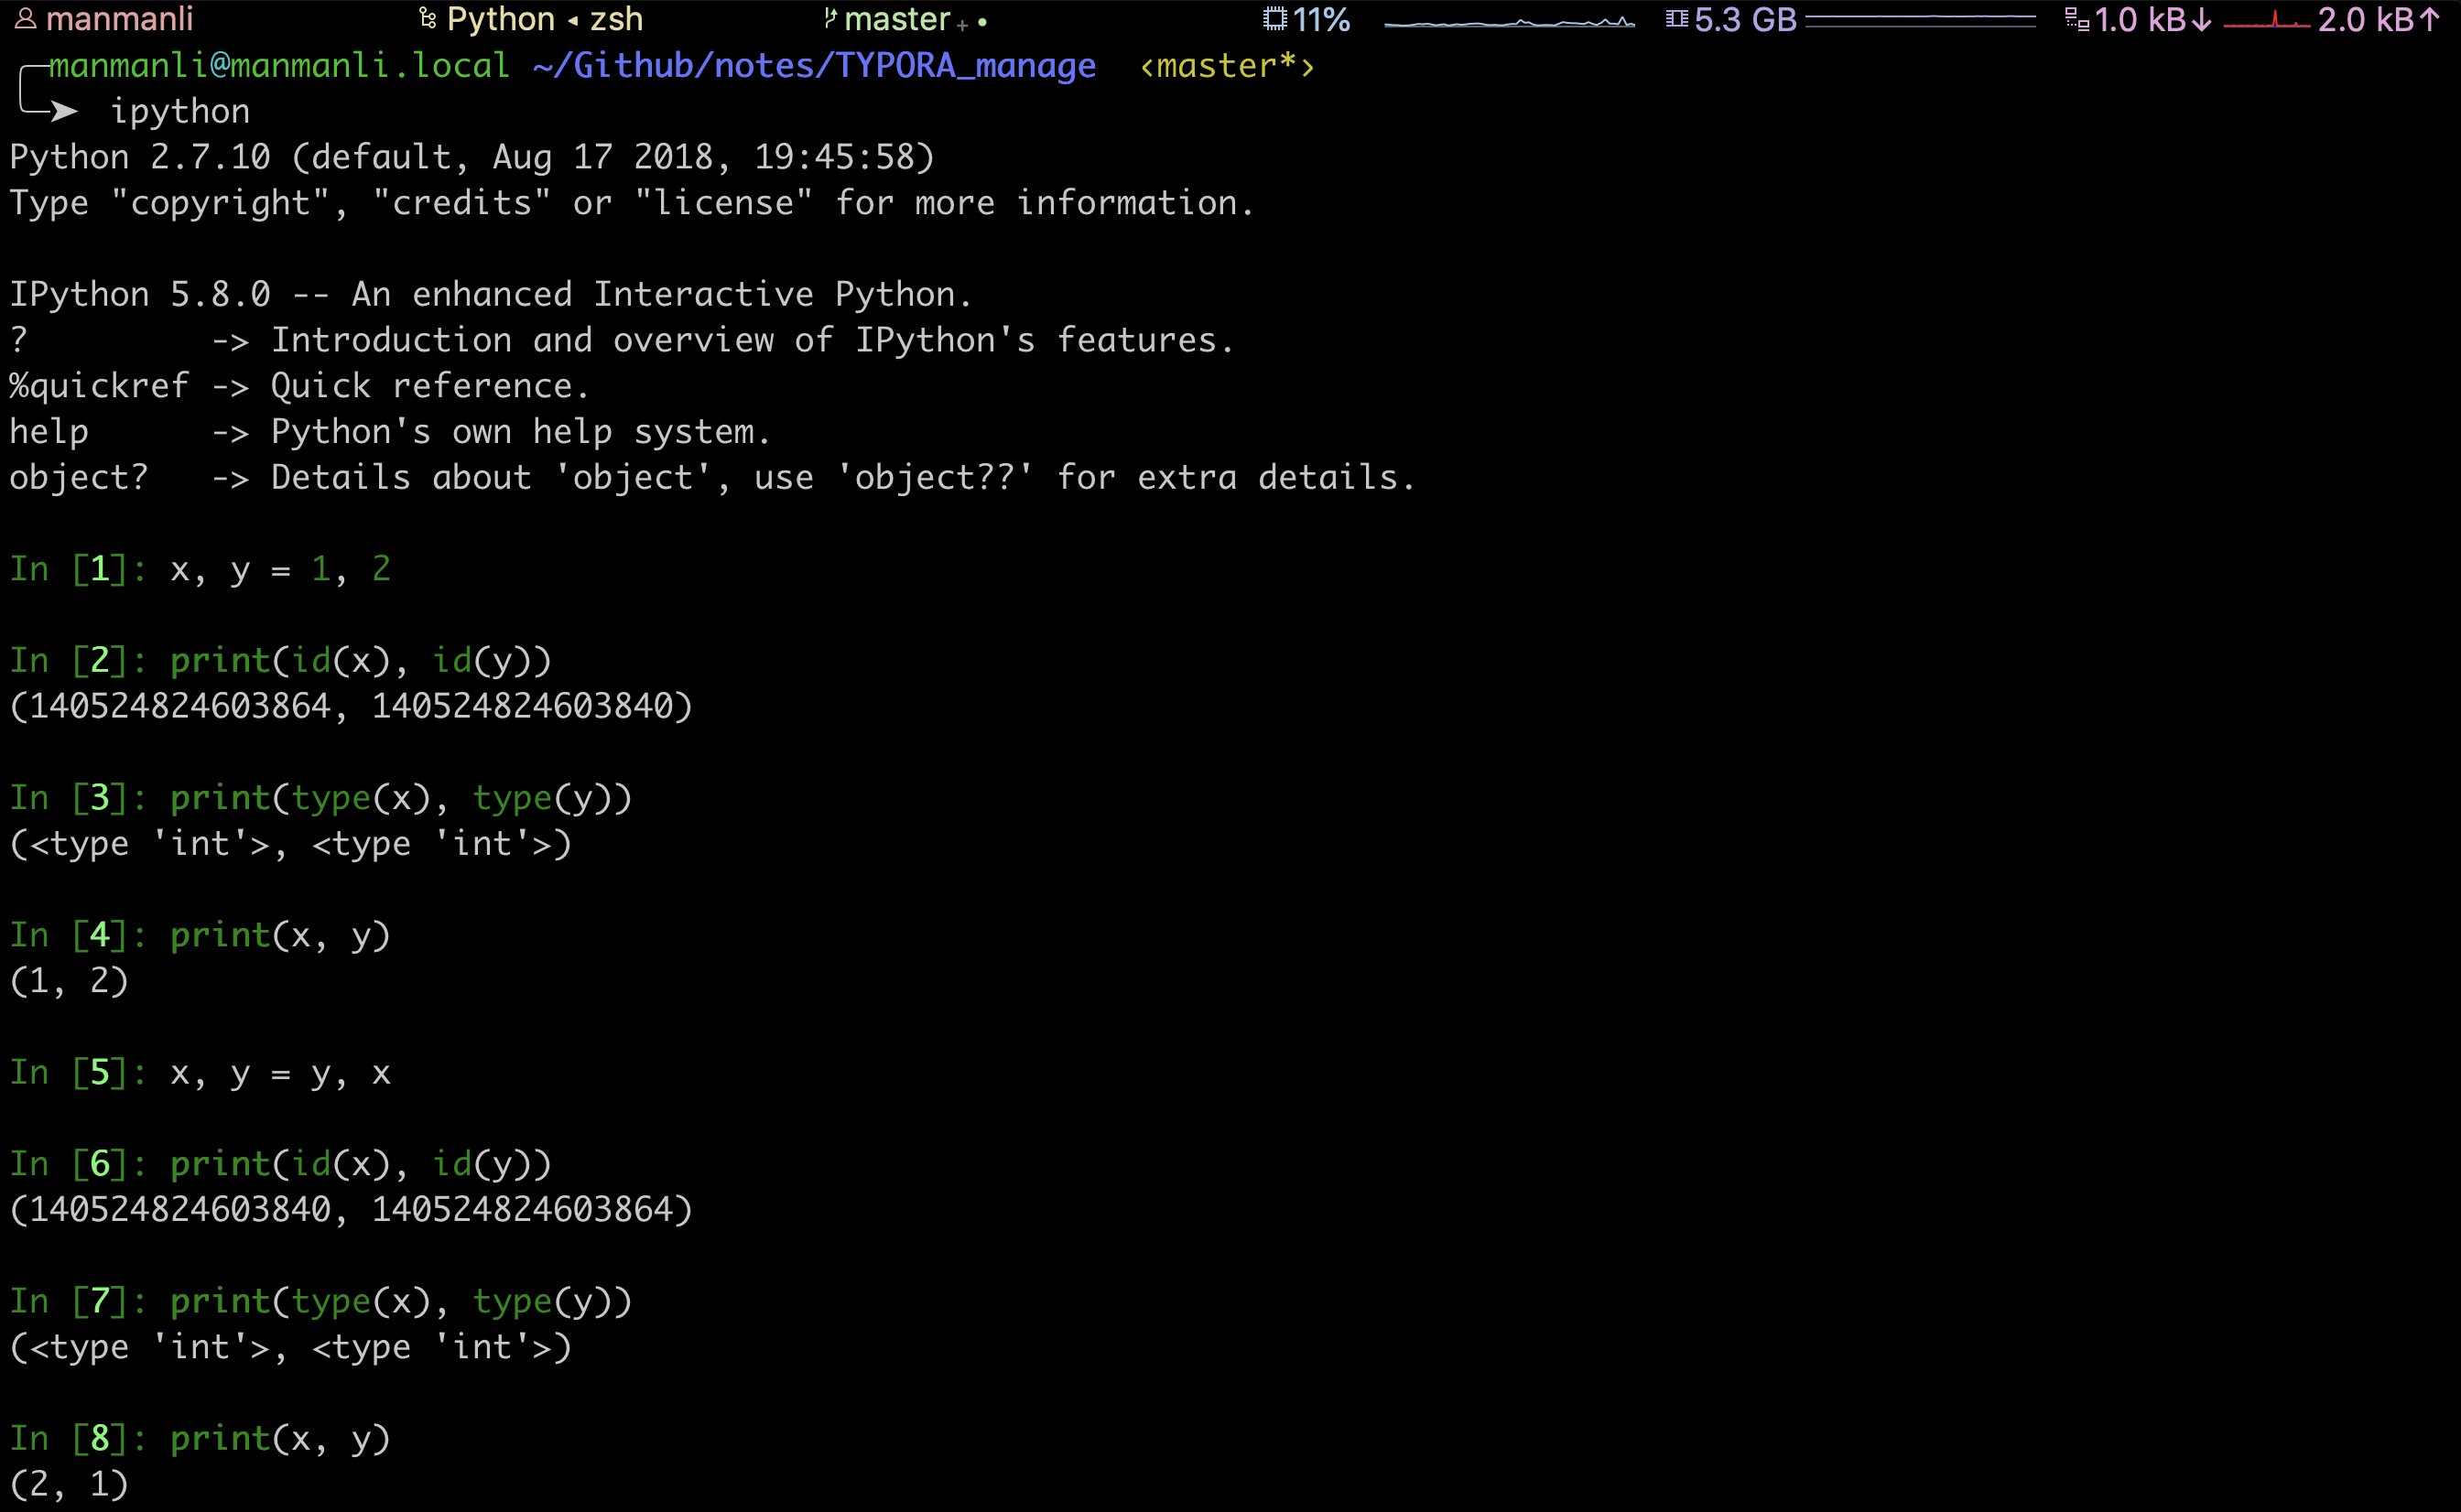 manmanli Python ◂ zsh master + • 11% 5.3 GB 1.0 kB↓ 2.0 kB↑
manmanli@manmanli.local ~/Github/notes/TYPORA_manage ‹master*›
➤ ipython
Python 2.7.10 (default, Aug 17 2018, 19:45:58)
Type "copyright", "credits" or "license" for more information.
IPython 5.8.0 -- An enhanced Interactive Python.
?         -> Introduction and overview of IPython's features.
%quickref -> Quick reference.
help      -> Python's own help system.
object?   -> Details about 'object', use 'object??' for extra details.
In [1]: x, y = 1, 2
In [2]: print(id(x), id(y))
(140524824603864, 140524824603840)
In [3]: print(type(x), type(y))
(<type 'int'>, <type 'int'>)
In [4]: print(x, y)
(1, 2)
In [5]: x, y = y, x
In [6]: print(id(x), id(y))
(140524824603840, 140524824603864)
In [7]: print(type(x), type(y))
(<type 'int'>, <type 'int'>)
In [8]: print(x, y)
(2, 1)